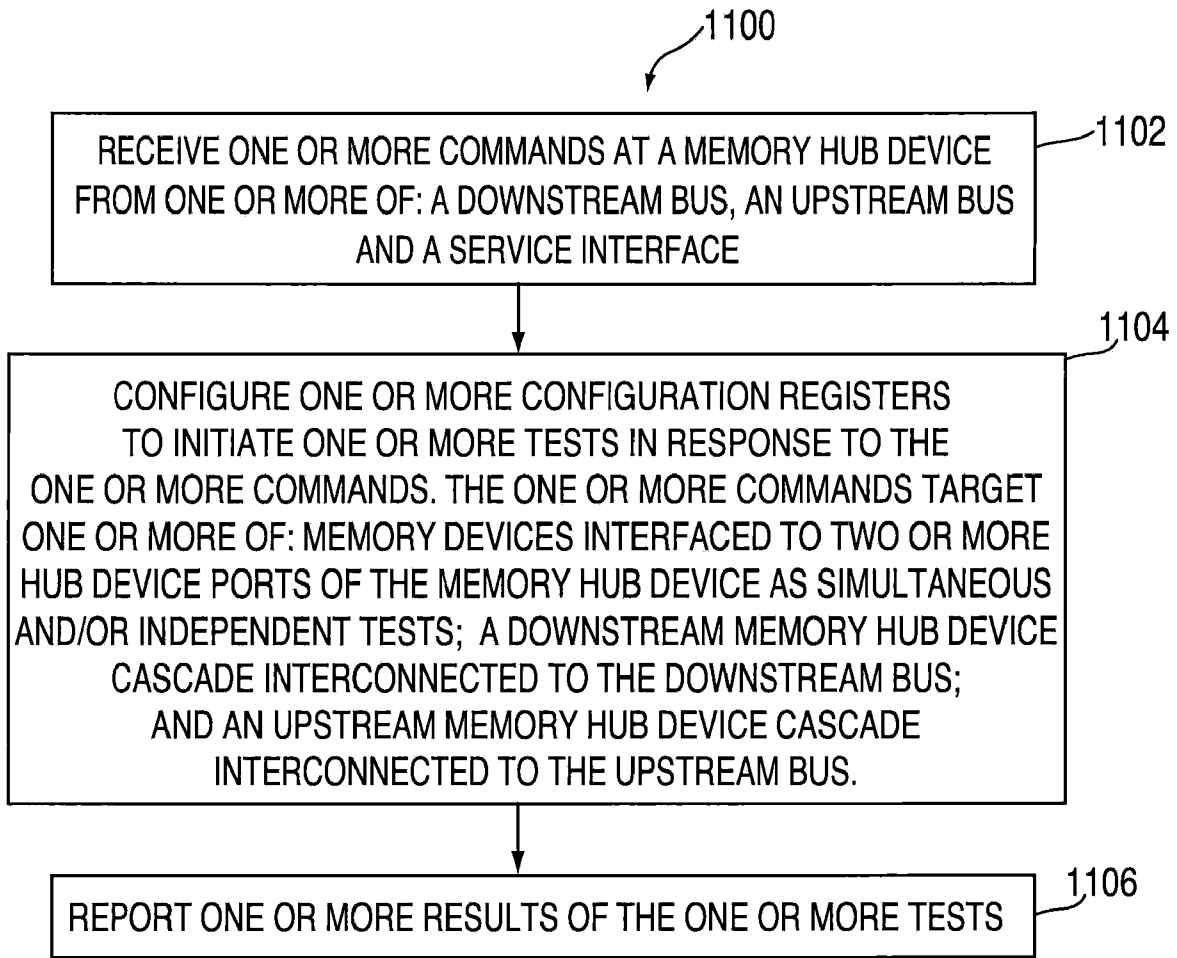 1100
1102
RECEIVE ONE OR MORE COMMANDS AT A MEMORY HUB DEVICE
FROM ONE OR MORE OF: A DOWNSTREAM BUS, AN UPSTREAM BUS
AND A SERVICE INTERFACE
1104
CONFIGURE ONE OR MORE CONFIGURATION REGISTERS
TO INITIATE ONE OR MORE TESTS IN RESPONSE TO THE
ONE OR MORE COMMANDS. THE ONE OR MORE COMMANDS TARGET
ONE OR MORE OF: MEMORY DEVICES INTERFACED TO TWO OR MORE
HUB DEVICE PORTS OF THE MEMORY HUB DEVICE AS SIMULTANEOUS
AND/OR INDEPENDENT TESTS; A DOWNSTREAM MEMORY HUB DEVICE
CASCADE INTERCONNECTED TO THE DOWNSTREAM BUS;
AND AN UPSTREAM MEMORY HUB DEVICE CASCADE
INTERCONNECTED TO THE UPSTREAM BUS.
1106
REPORT ONE OR MORE RESULTS OF THE ONE OR MORE TESTS